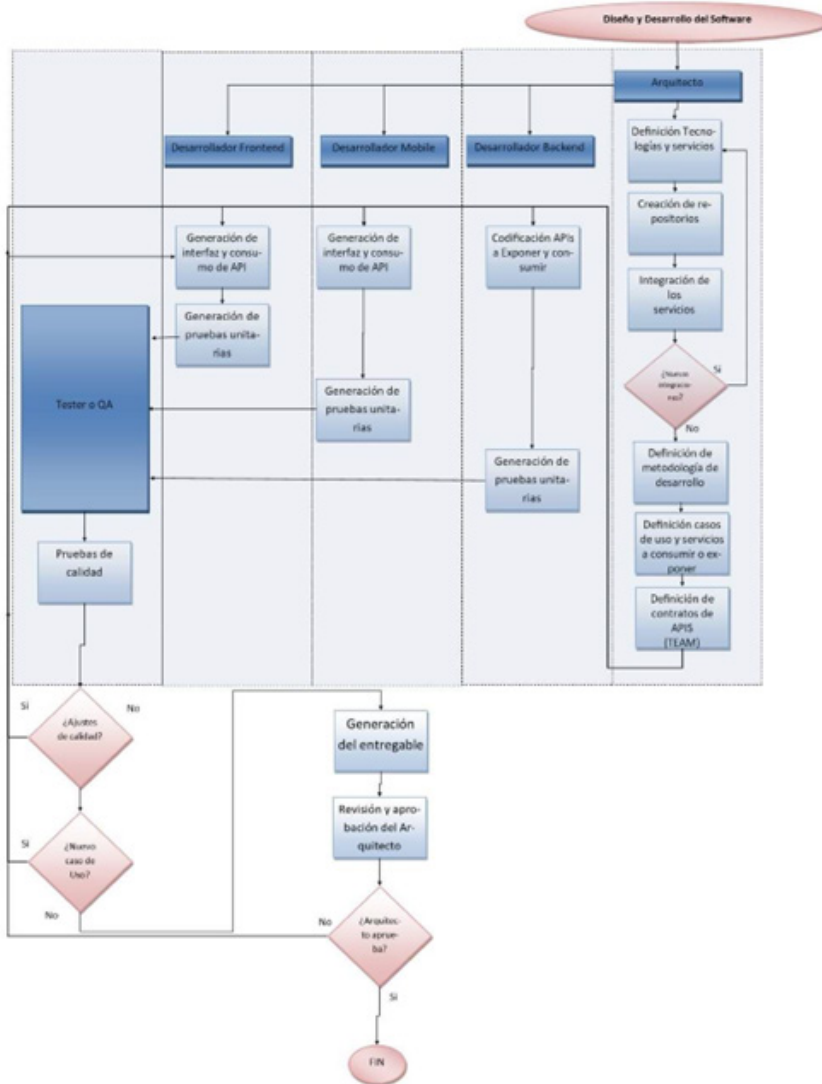 Diseño y Desarrollo del Software
Arquitecto
Desarrollador Frontend
Desarrollador Mobile
Desarrollador Backend
Definición Tecno-
logías y servicios
Creación de re-
positorios
Integración de
los
servicios
¿Nuevas
integracio-
nes?
Si
No
Definición de
metodología de
desarrollo
Definición casos
de uso y servicios
a consumir o ex-
poner
Definición de
contratos de
APIS
(TEAM)
Generación de
interfaz y consu-
mo de API
Generación de
pruebas unita-
rias
Generación de
interfaz y consu-
mo de API
Generación de
pruebas unita-
rias
Codificación APIs
a Exponer y con-
sumir
Generación de
pruebas unita-
rias
Tester o QA
Pruebas de
calidad
Si
No
¿Ajustes
de calidad?
Si
¿Nuevo
caso de
Uso?
No
Generación
del entregable
Revisión y apro-
bación del Ar-
quitecto
No
¿Arquitec-
to aprue-
ba?
Si
FIN